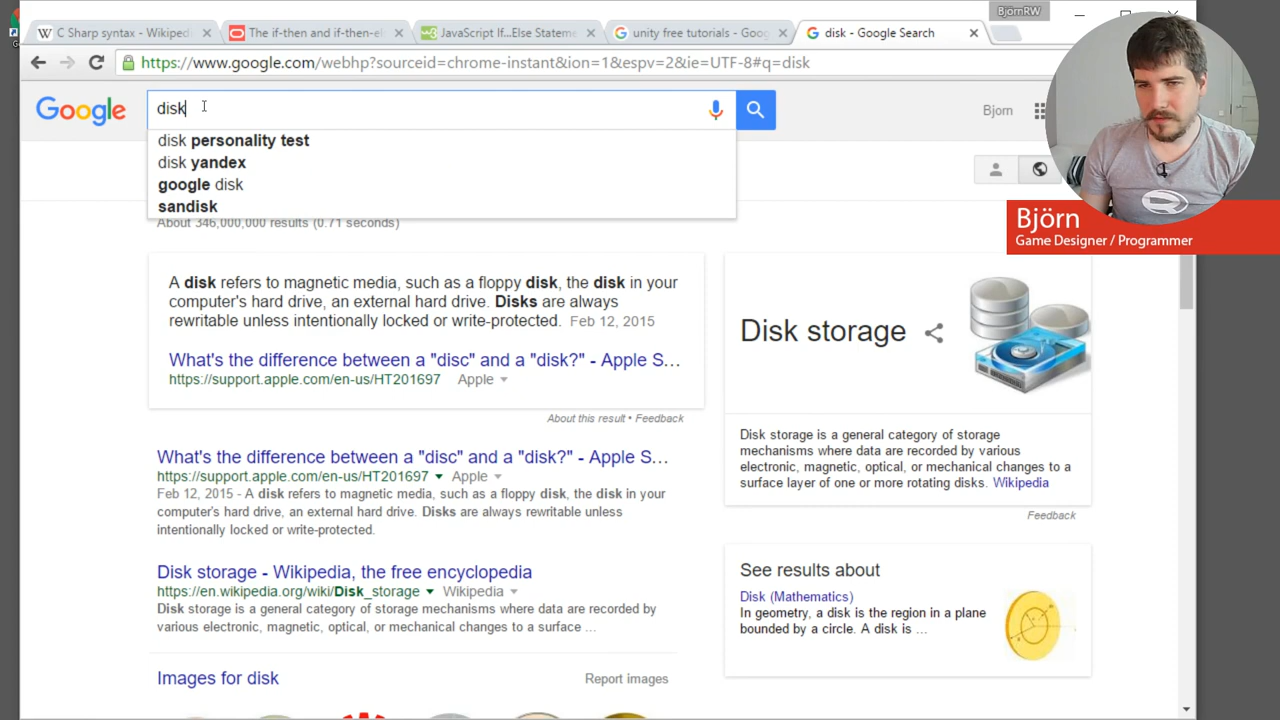 BjörnRW
C Sharp syntax - Wikiped
The if-then and if-then-el
JavaScript If...Else Stateme
unity free tutorials - Goog
disk - Google Search
https://www.google.com/webhp?sourceid=chrome-instant&ion=1&espv=2&ie=UTF-8#q=disk
Google
disk
Bjorn
disk personality test
disk yandex
google disk
sandisk
About 346,000,000 results (0.71 seconds)
Björn
Game Designer / Programmer
A disk refers to magnetic media, such as a floppy disk, the disk in your
computer's hard drive, an external hard drive. Disks are always
rewritable unless intentionally locked or write-protected. Feb 12, 2015
What's the difference between a "disc" and a "disk?" - Apple S...
https://support.apple.com/en-us/HT201697 Apple
About this result • Feedback
Disk storage
Disk storage is a general category of storage
mechanisms where data are recorded by various
electronic, magnetic, optical, or mechanical changes to a
surface layer of one or more rotating disks. Wikipedia
Feedback
What's the difference between a "disc" and a "disk?" - Apple S...
https://support.apple.com/en-us/HT201697 Apple
Feb 12, 2015 - A disk refers to magnetic media, such as a floppy disk, the disk in your
computer's hard drive, an external hard drive. Disks are always rewritable unless
intentionally locked or write-protected.
Disk storage - Wikipedia, the free encyclopedia
https://en.wikipedia.org/wiki/Disk_storage Wikipedia
Disk storage is a general category of storage mechanisms where data are recorded by
various electronic, magnetic, optical, or mechanical changes to a surface ...
See results about
Disk (Mathematics)
In geometry, a disk is the region in a plane
bounded by a circle. A disk is ...
Images for disk
Report images